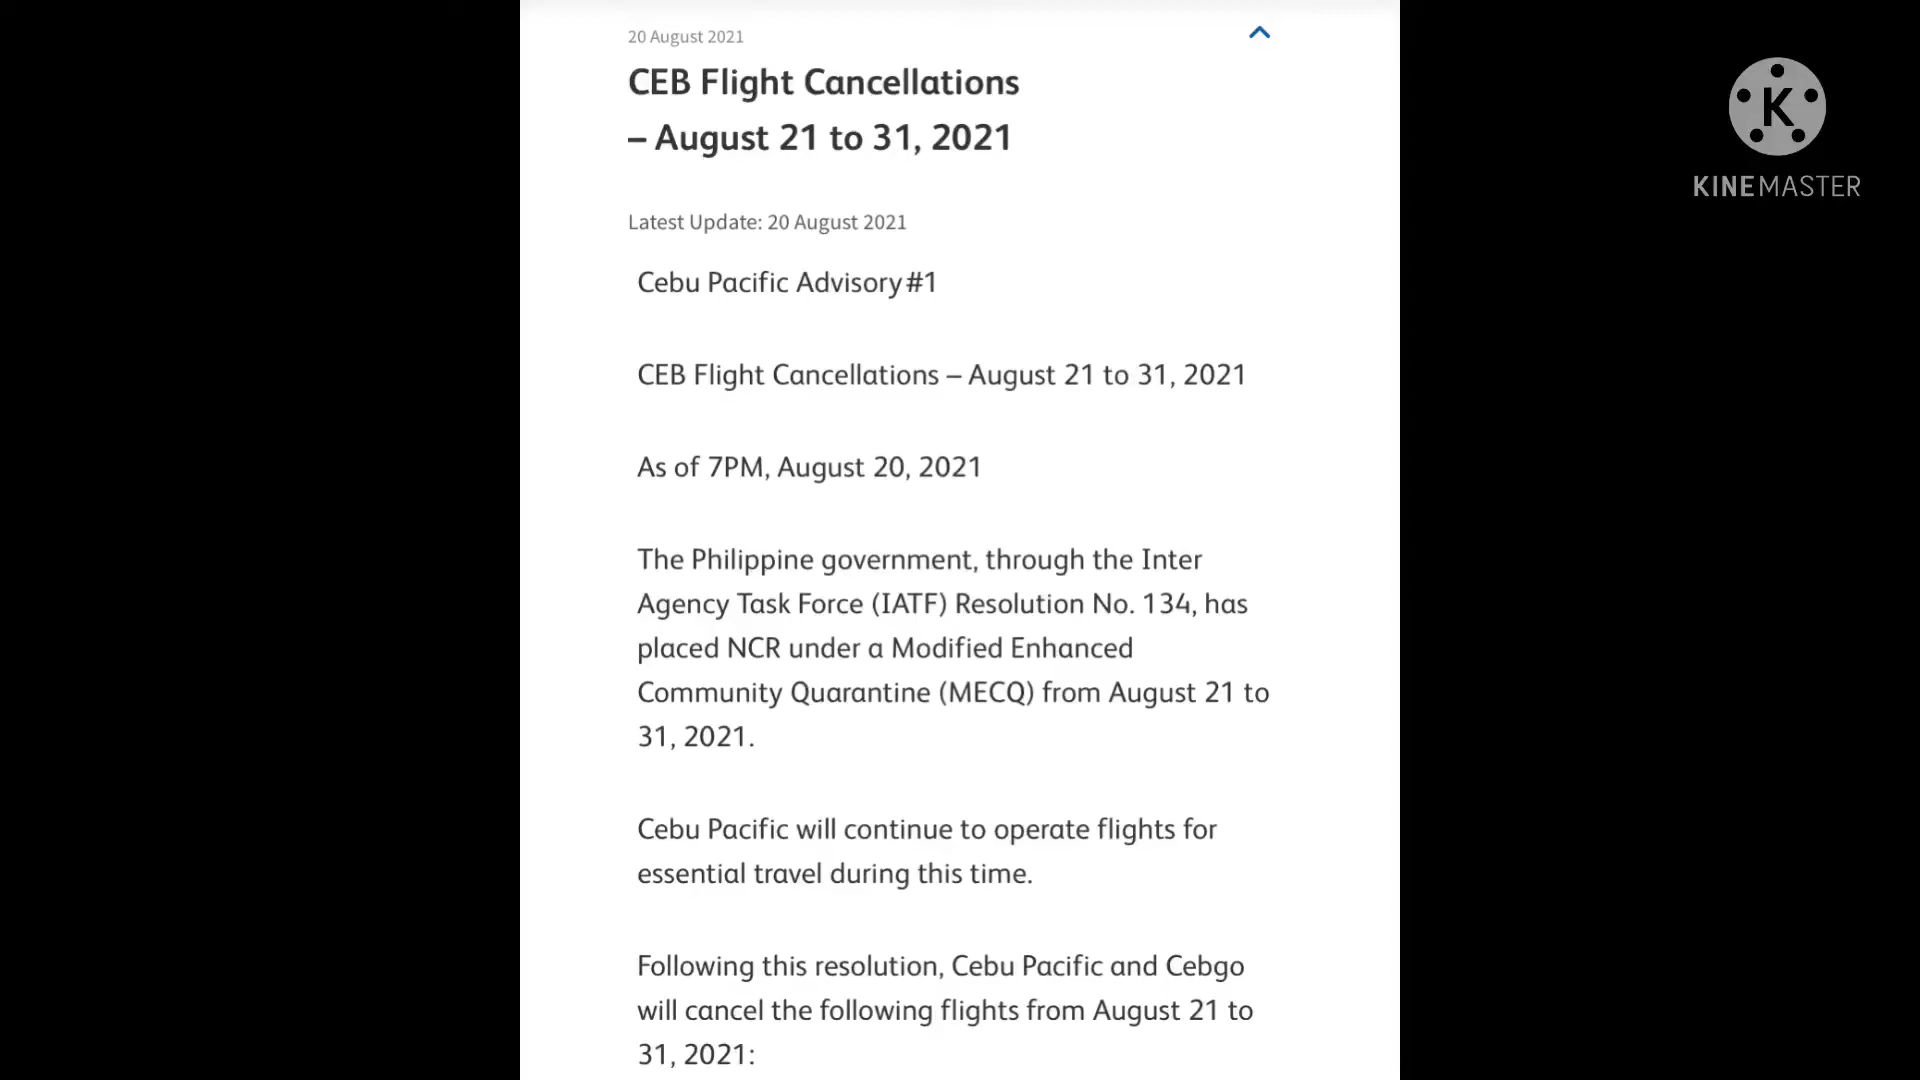 20 August 2021
CEB Flight Cancellations
– August 21 to 31, 2021
Latest Update: 20 August 2021
Cebu Pacific Advisory #1
CEB Flight Cancellations – August 21 to 31, 2021
As of 7PM, August 20, 2021
The Philippine government, through the Inter
Agency Task Force (IATF) Resolution No. 134, has
placed NCR under a Modified Enhanced
Community Quarantine (MECQ) from August 21 to
31, 2021.
Cebu Pacific will continue to operate flights for
essential travel during this time.
Following this resolution, Cebu Pacific and Cebgo
will cancel the following flights from August 21 to
31, 2021:
K
KINEMASTER